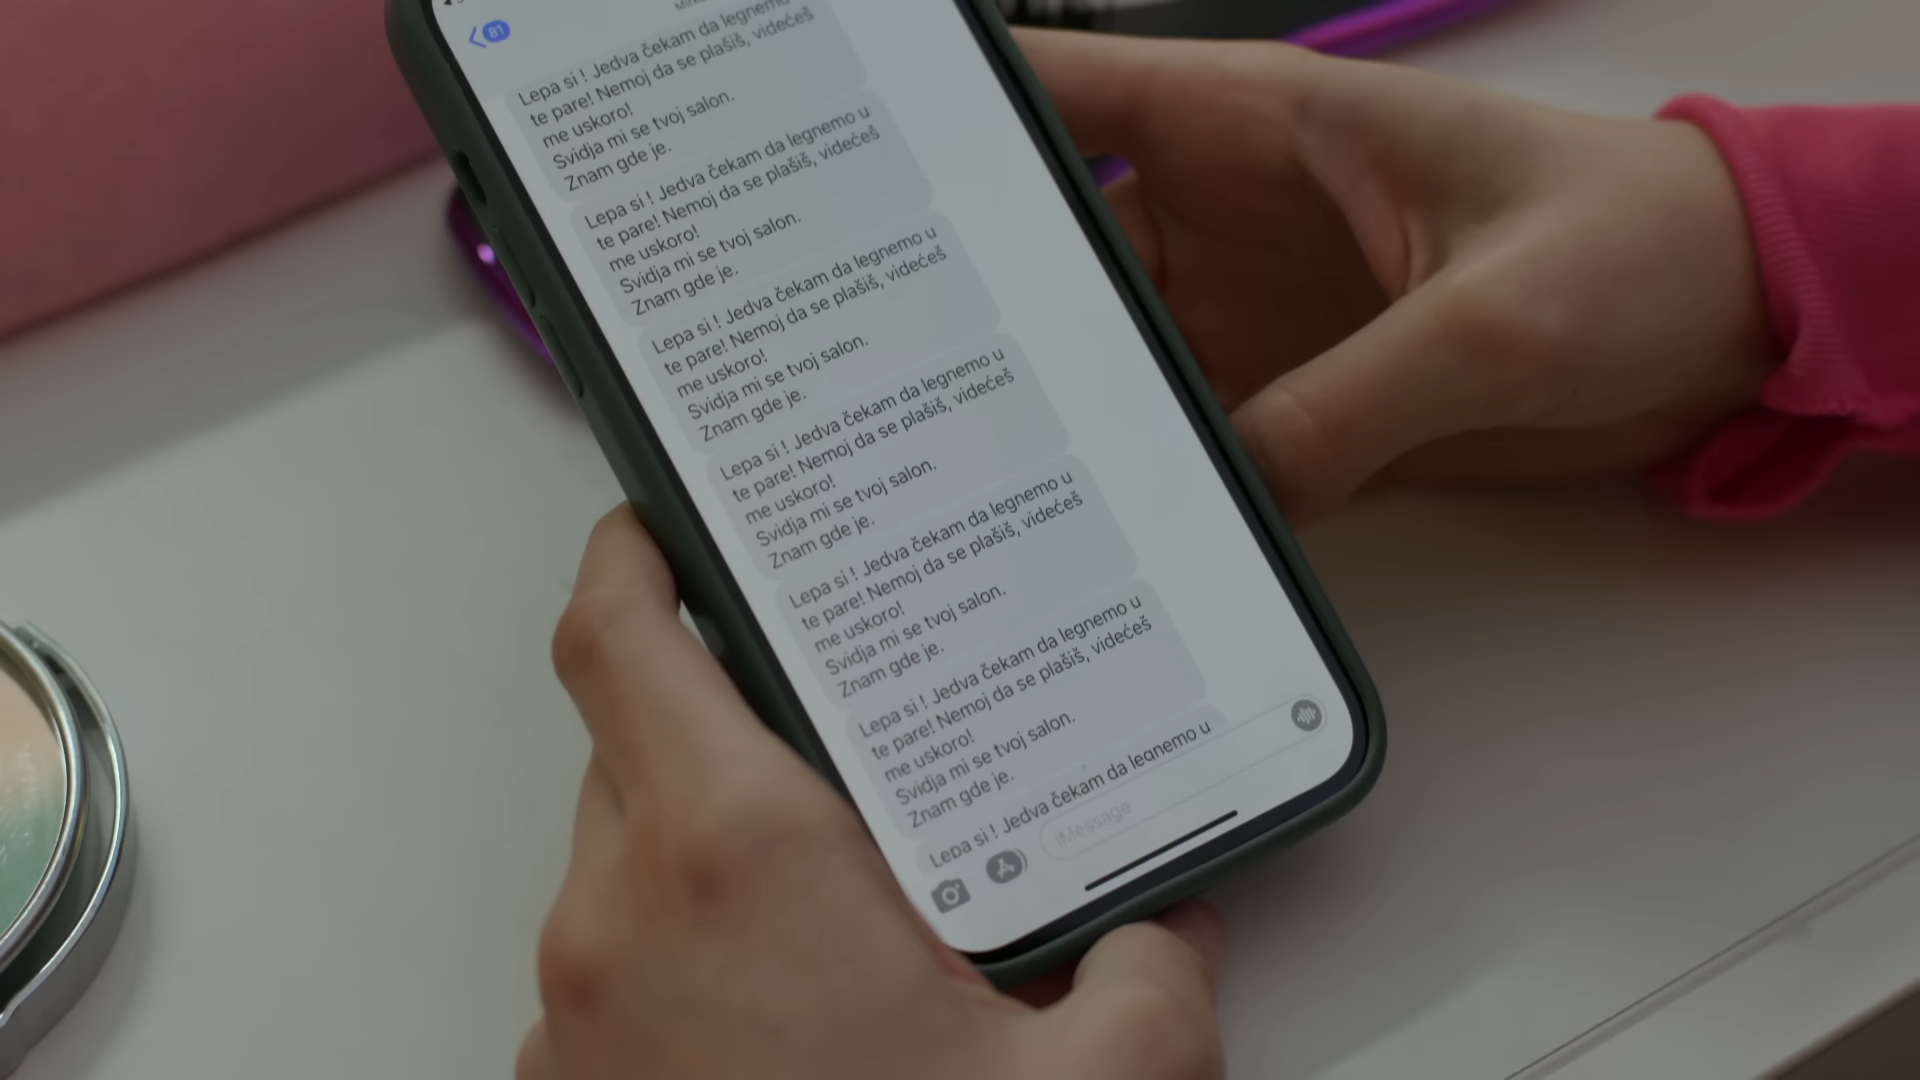 81
Lepa si ! Jedva čekam da legnemo u
te pare! Nemoj da se plašiš, videćeš
me uskoro!
Svidja mi se tvoj salon.
Znam gde je.
Lepa si ! Jedva čekam da legnemo u
te pare! Nemoj da se plašiš, videćeš
me uskoro!
Svidja mi se tvoj salon.
Znam gde je.
Lepa si ! Jedva čekam da legnemo u
te pare! Nemoj da se plašiš, videćeš
me uskoro!
Svidja mi se tvoj salon.
Znam gde je.
Lepa si ! Jedva čekam da legnemo u
te pare! Nemoj da se plašiš, videćeš
me uskoro!
Svidja mi se tvoj salon.
Znam gde je.
Lepa si ! Jedva čekam da legnemo u
te pare! Nemoj da se plašiš, videćeš
me uskoro!
Svidja mi se tvoj salon.
Znam gde je.
Lepa si ! Jedva čekam da legnemo u
te pare! Nemoj da se plašiš, videćeš
me uskoro!
Svidja mi se tvoj salon.
Znam gde je.
Lepa si ! Jedva čekam da legnemo u
iMessage